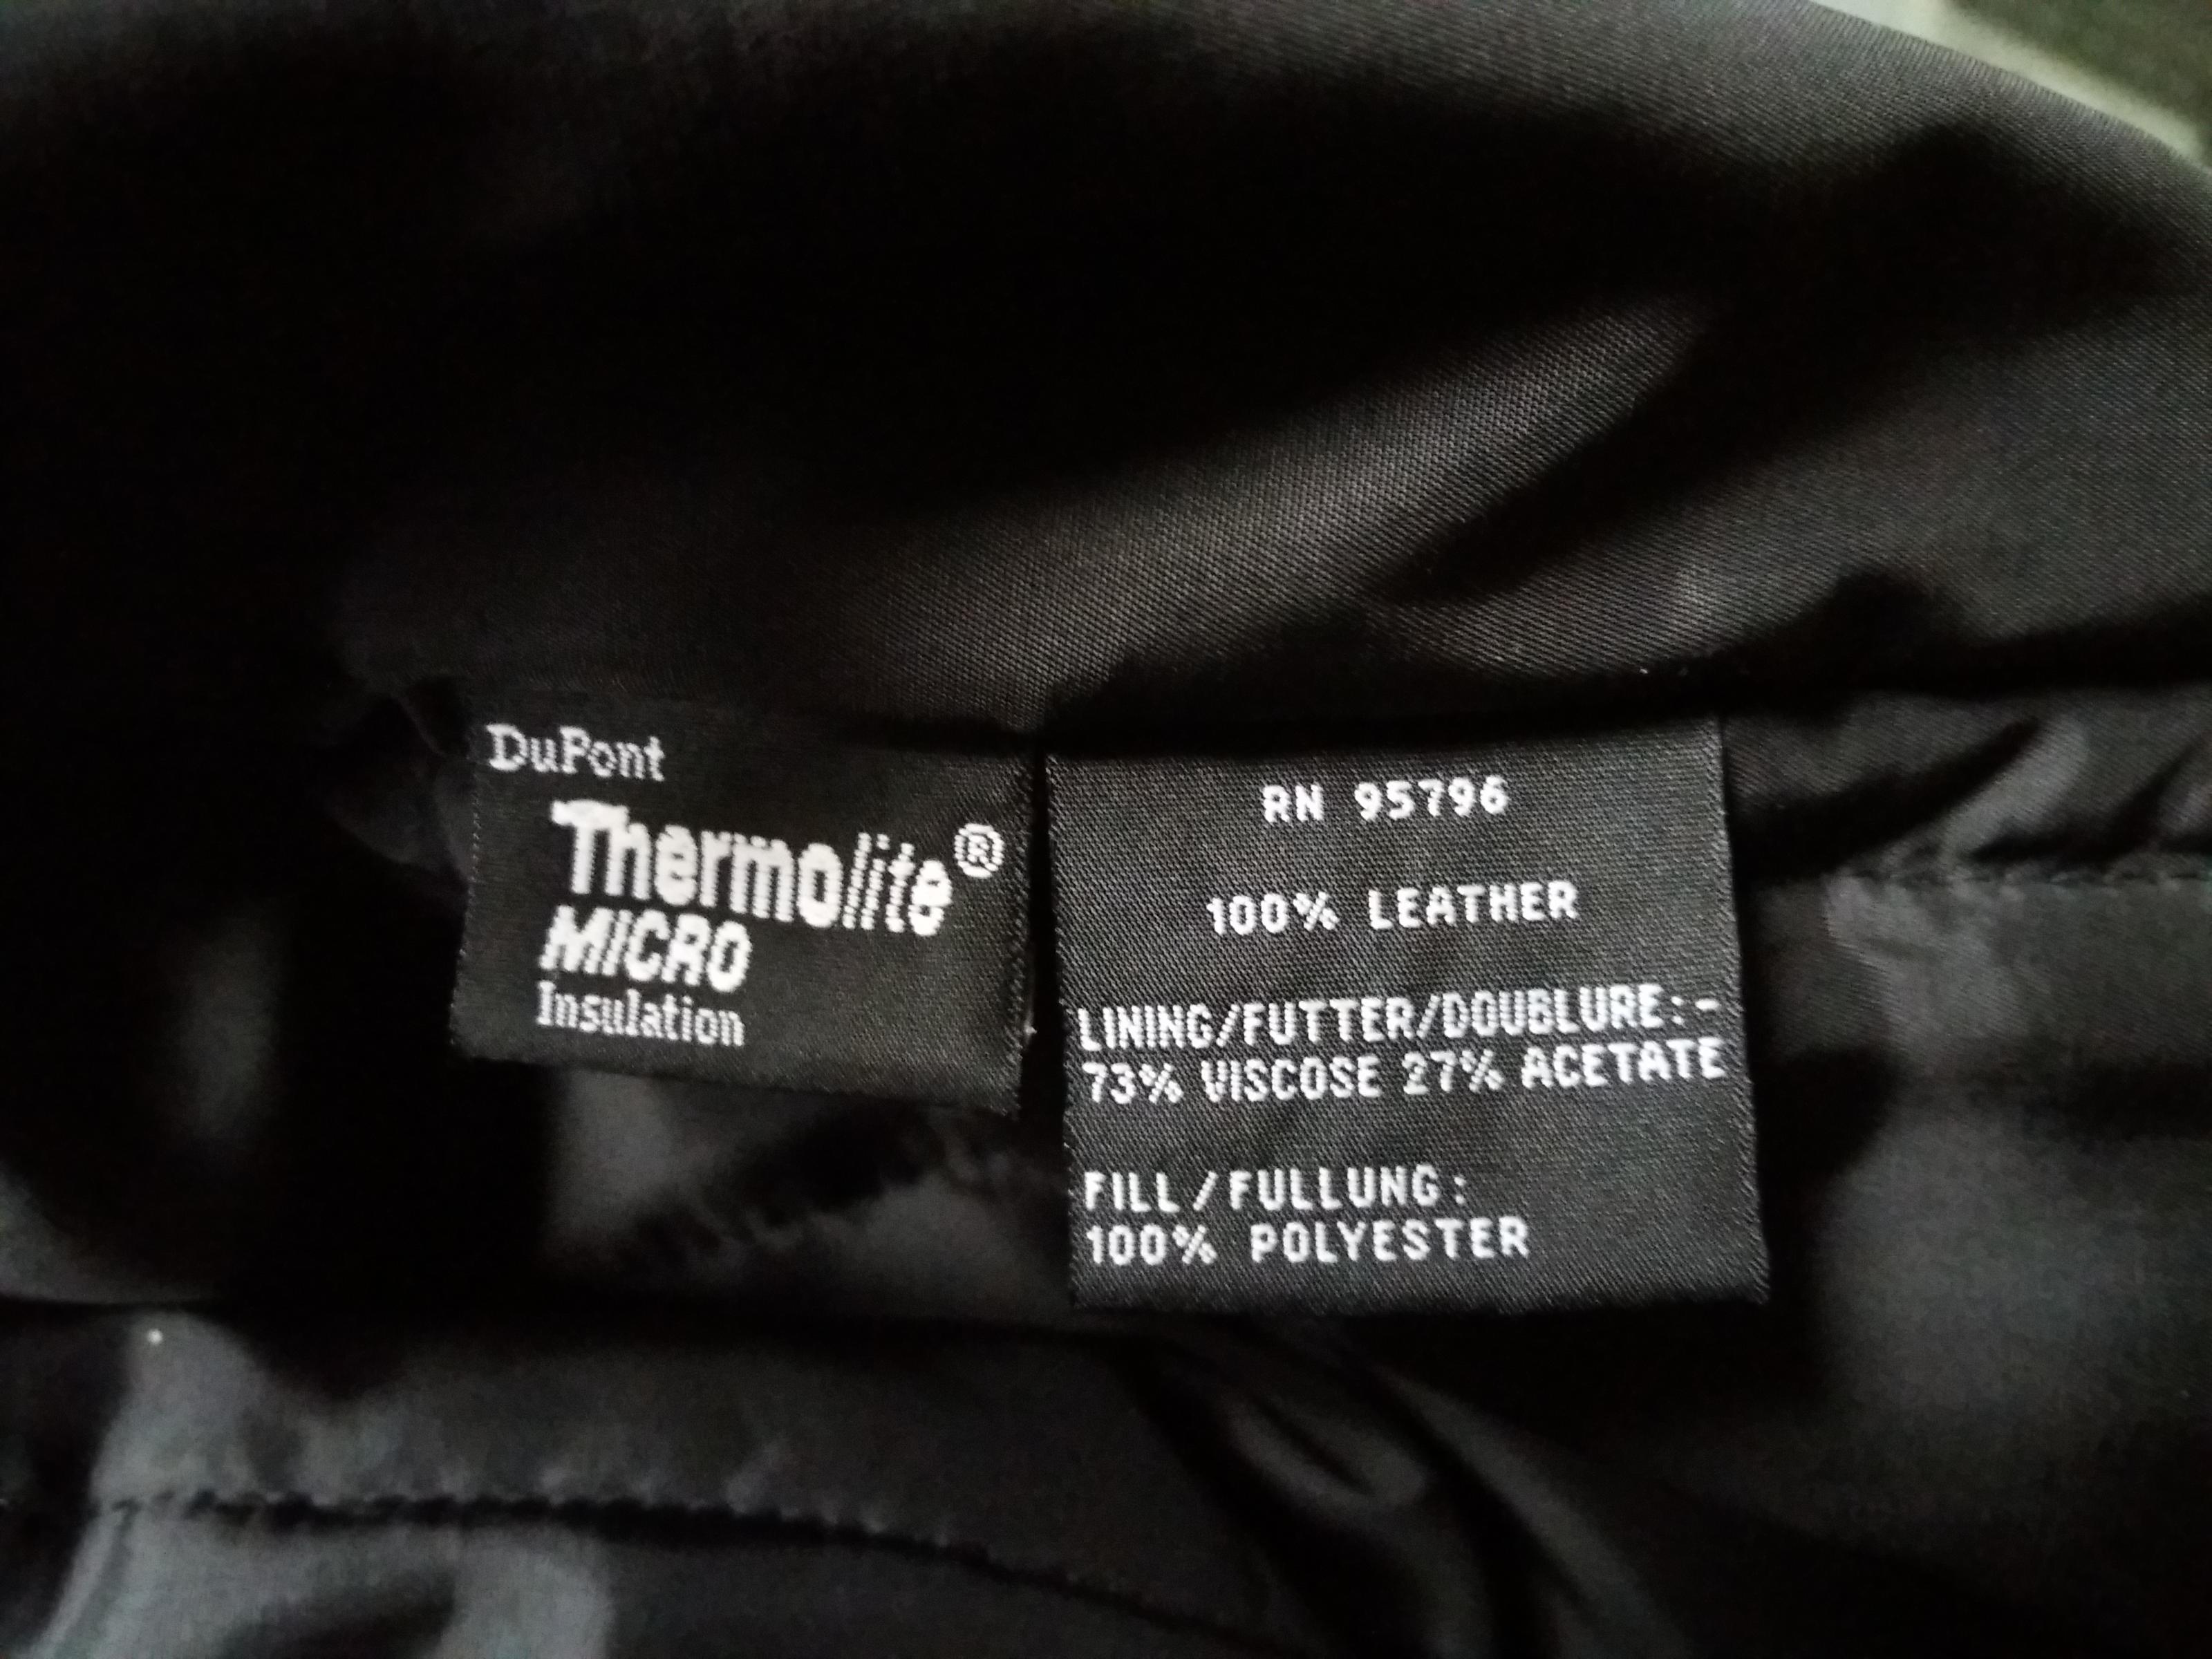 DuPont
Thermolite®
MICRO
Insulation
RN 95796
100% LEATHER
LINING/FUTTER/DOUBLURE:-
73% VISCOSE 27% ACETATE
FILL/FULLUNG:
100% POLYESTER